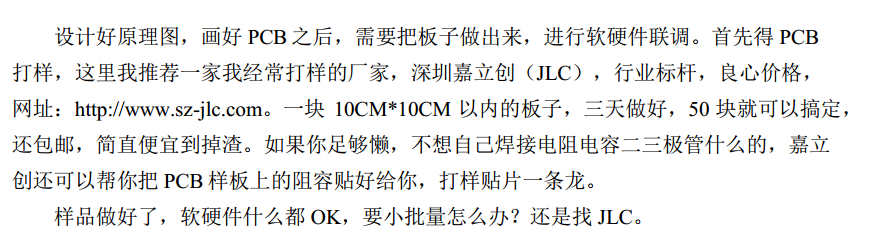 设计好原理图，画好 PCB 之后，需要把板子做出来，进行软硬件联调。首先得 PCB
打样，这里我推荐一家我经常打样的厂家，深圳嘉立创（JLC），行业标杆，良心价格，
网址：http://www.sz-jlc.com。一块 10CM*10CM 以内的板子，三天做好，50 块就可以搞定，
还包邮，简直便宜到掉渣。如果你足够懒，不想自己焊接电阻电容二三极管什么的，嘉立
创还可以帮你把 PCB 样板上的阻容贴好给你，打样贴片一条龙。
样品做好了，软硬件什么都 OK，要小批量怎么办？还是找 JLC。